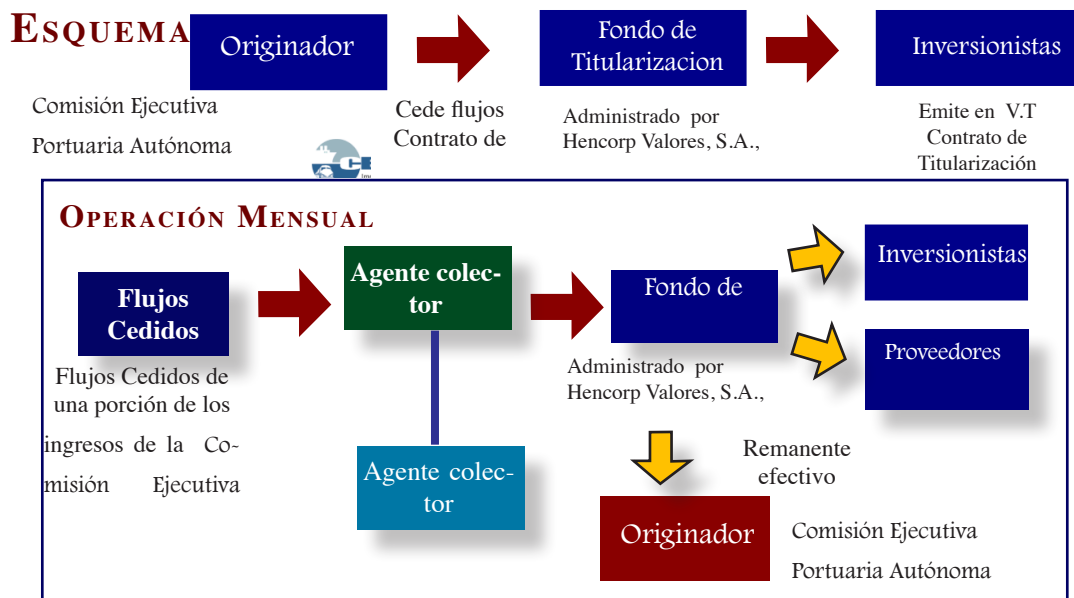 ESQUEMA
Originador
Fondo de
Titularizacion
Inversionistas
Comisión Ejecutiva
Portuaria Autónoma
Cede flujos
Contrato de
Administrado por
Hencorp Valores, S.A.,
Emite en V.T
Contrato de
Titularización
OPERACIÓN MENSUAL
Flujos
Cedidos
Flujos Cedidos de
una porción de los
ingresos de la Co-
misión Ejecutiva
Agente colec-
tor
Agente colec-
tor
Fondo de
Administrado por
Hencorp Valores, S.A.,
Inversionistas
Proveedores
Remanente
efectivo
Originador
Comisión Ejecutiva
Portuaria Autónoma